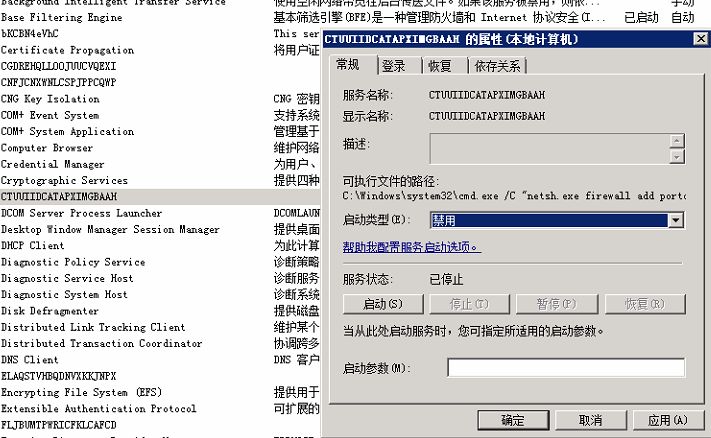 Background Intelligent Transfer Service 使用空闲网络带宽在后台传送文件。如果该服务被禁用，则依... 手动
Base Filtering Engine 基本筛选引擎(BFE)是一种管理防火墙和 Internet 协议安全(I... 已启动 自动
bKCBN4eVhC This ser
Certificate Propagation 将用户证
CGDREHQLLOOJUUCVQEXI
CNFJCNXWNLCSPJPPCQWP
CNG Key Isolation CNG 密钥
COM+ Event System 支持系统
COM+ System Application 管理基于
Computer Browser 维护网络
Credential Manager 为用户、
Cryptographic Services 提供四种
CTUUIIDCATAPXIMGBAAH
DCOM Server Process Launcher DCOMLAUN
Desktop Window Manager Session Manager 提供桌面
DHCP Client 为此计算
Diagnostic Policy Service 诊断策略
Diagnostic Service Host 诊断服务
Diagnostic System Host 诊断系统
Disk Defragmenter 提供磁盘
Distributed Link Tracking Client 维护某个
Distributed Transaction Coordinator 协调跨多
DNS Client DNS 客户
ELAQSTVHBQDNVXKKJNPX
Encrypting File System (EFS) 提供用于
Extensible Authentication Protocol 可扩展的
FLJBUMTPWRICFKLCAFCD
CTUUIIDCATAPXIMGBAAH 的属性(本地计算机)
常规 登录 恢复 依存关系
服务名称: CTUUIIDCATAPXIMGBAAH
显示名称: CTUUIIDCATAPXIMGBAAH
描述:
可执行文件的路径:
C:\Windows\system32\cmd.exe /C "netsh.exe firewall add portc
启动类型(E): 禁用
帮助我配置服务启动选项。
服务状态: 已停止
启动(S) 停止(T) 暂停(P) 恢复(R)
当从此处启动服务时，您可指定所适用的启动参数。
启动参数(M):
确定 取消 应用(A)